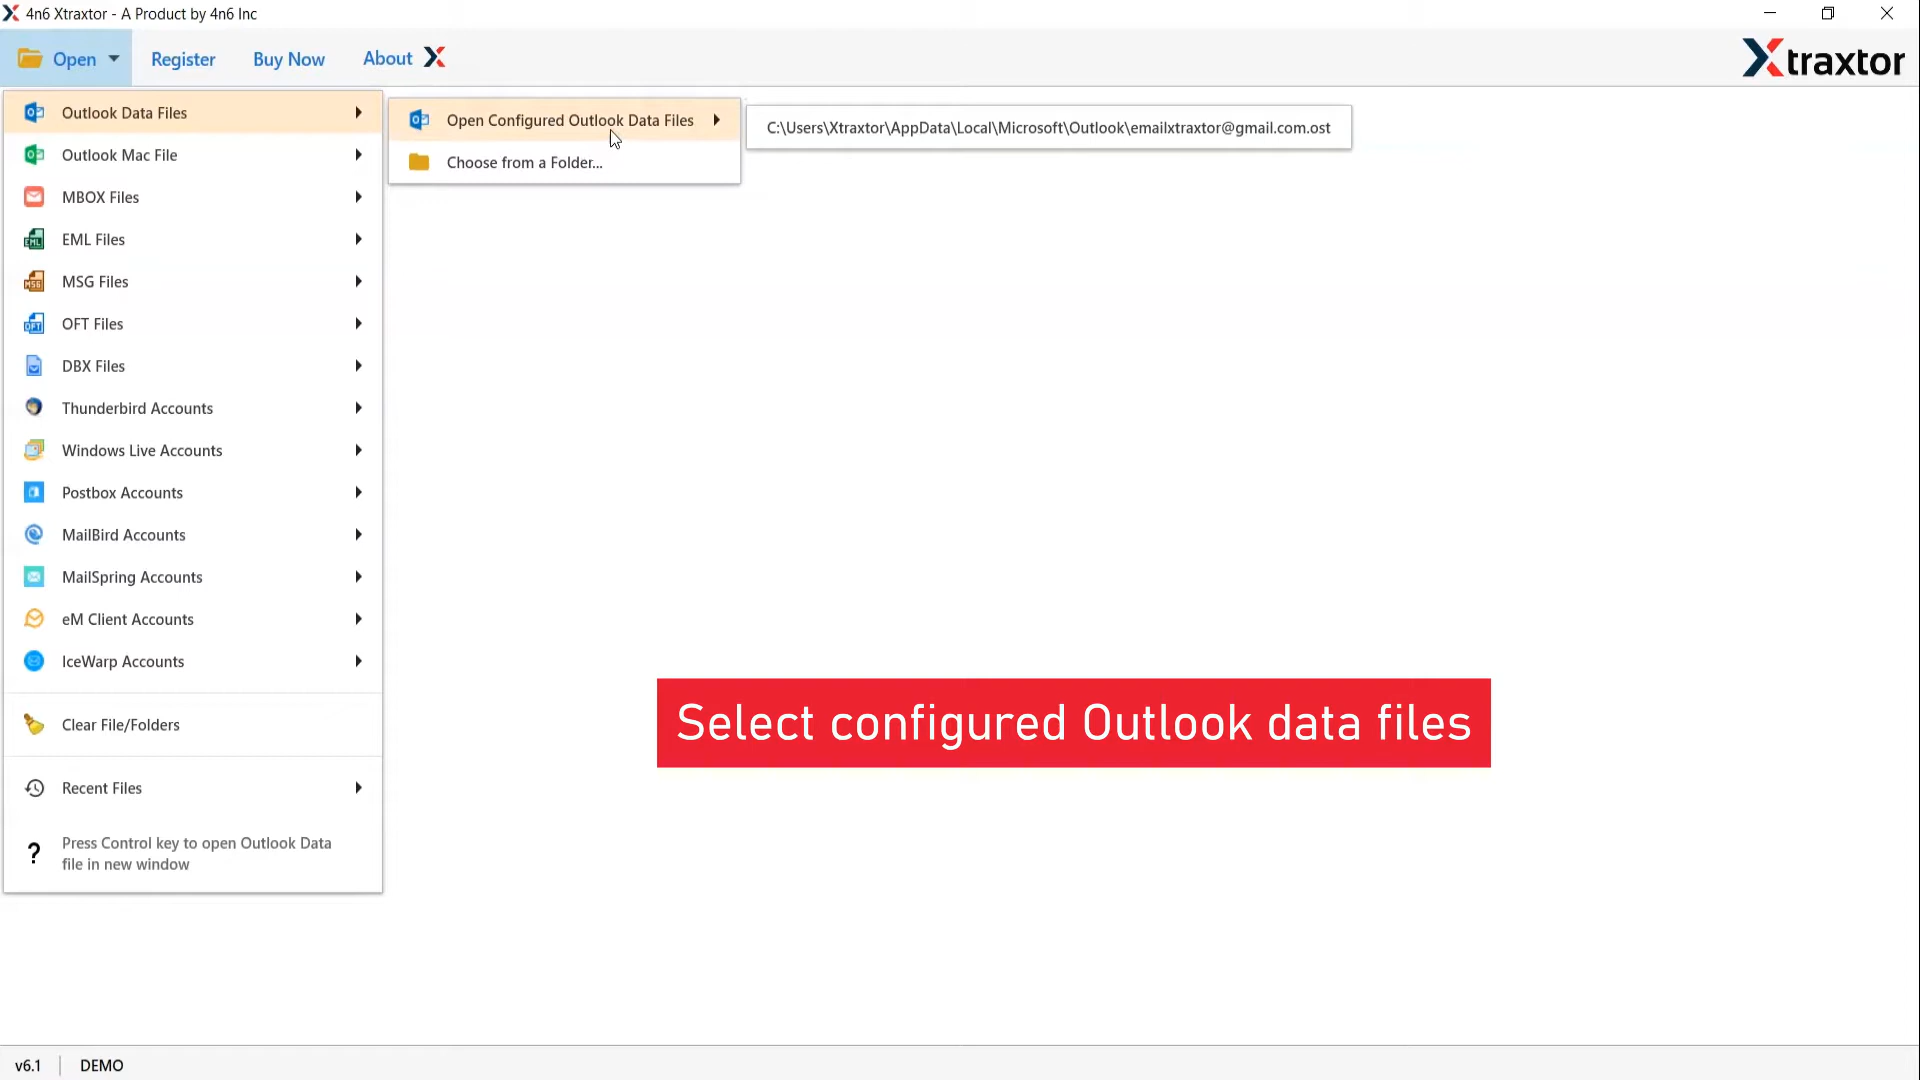 4n6 Xtraxtor - A Product by 4n6 Inc
Open Register Buy Now About
Xtraxtor
Outlook Data Files
Outlook Mac File
MBOX Files
EML Files
MSG Files
OFT Files
DBX Files
Thunderbird Accounts
Windows Live Accounts
Postbox Accounts
MailBird Accounts
MailSpring Accounts
eM Client Accounts
IceWarp Accounts
Clear File/Folders
Recent Files
? Press Control key to open Outlook Data
file in new window
Open Configured Outlook Data Files
Choose from a Folder...
C:\Users\Xtraxtor\AppData\Local\Microsoft\Outlook\emailxtraxtor@gmail.com.ost
Select configured Outlook data files
v6.1 DEMO